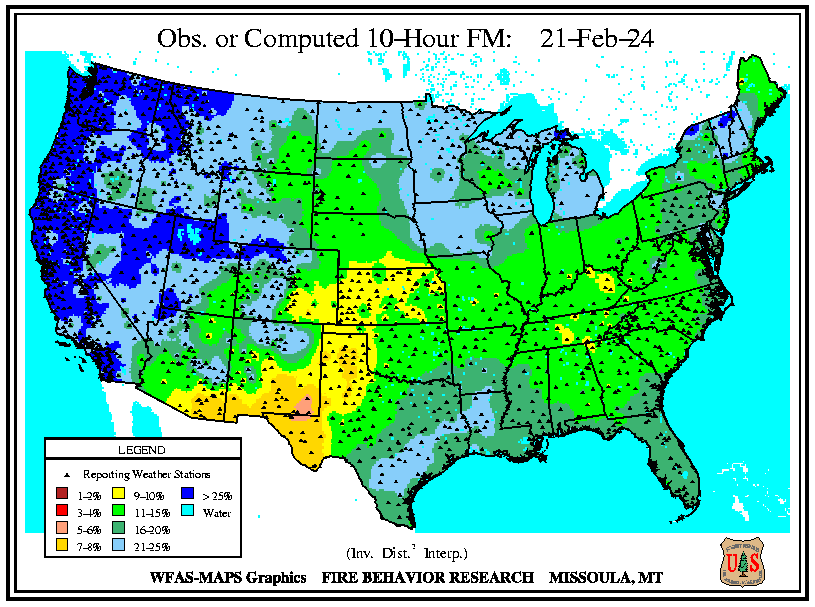 Obs. or Computed 10-Hour FM: 21-Feb-24
LEGEND
Reporting Weather Stations
1-2% 9-10% > 25%
3-4% 11-15% Water
5-6% 16-20%
7-8% 21-25%
(Inv. Dist.² Interp.)
WFAS-MAPS Graphics FIRE BEHAVIOR RESEARCH MISSOULA, MT
U S